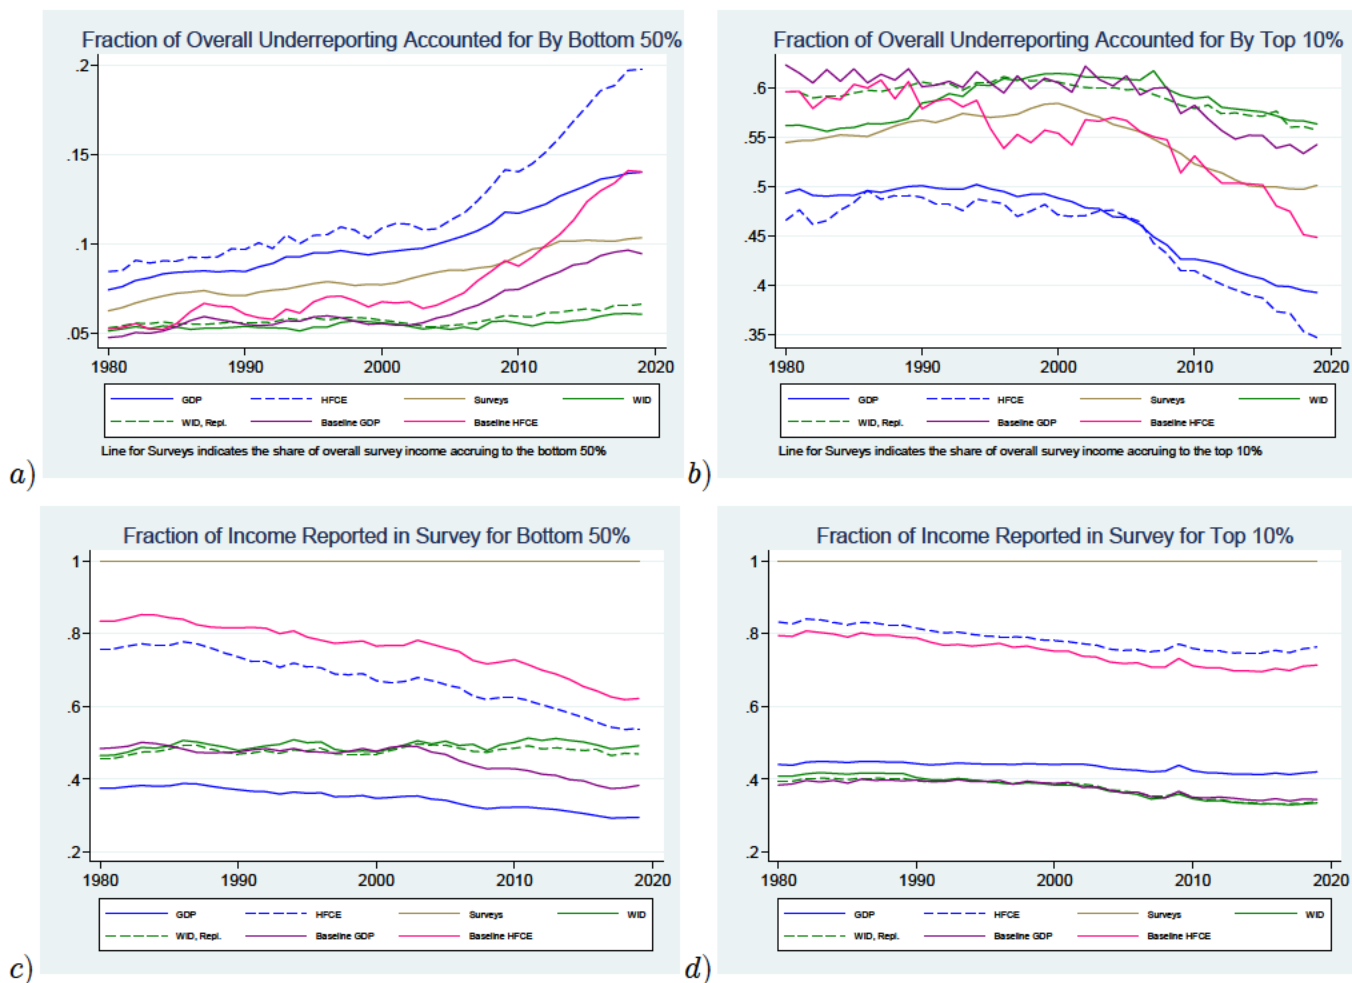 Fraction of Overall Underreporting Accounted for By Bottom 50%
.2
.15
.1
.05
1980 1990 2000 2010 2020
GDP HFCE Surveys WID
WID, Repl. Baseline GDP Baseline HFCE
Line for Surveys indicates the share of overall survey income accruing to the bottom 50%
a)
Fraction of Overall Underreporting Accounted for By Top 10%
.6
.55
.5
.45
.4
.35
1980 1990 2000 2010 2020
GDP HFCE Surveys WID
WID, Repl. Baseline GDP Baseline HFCE
Line for Surveys indicates the share of overall survey income accruing to the top 10%
b)
Fraction of Income Reported in Survey for Bottom 50%
1
.8
.6
.4
.2
1980 1990 2000 2010 2020
GDP HFCE Surveys WID
WID, Repl. Baseline GDP Baseline HFCE
c)
Fraction of Income Reported in Survey for Top 10%
1
.8
.6
.4
.2
1980 1990 2000 2010 2020
GDP HFCE Surveys WID
WID, Repl. Baseline GDP Baseline HFCE
d)